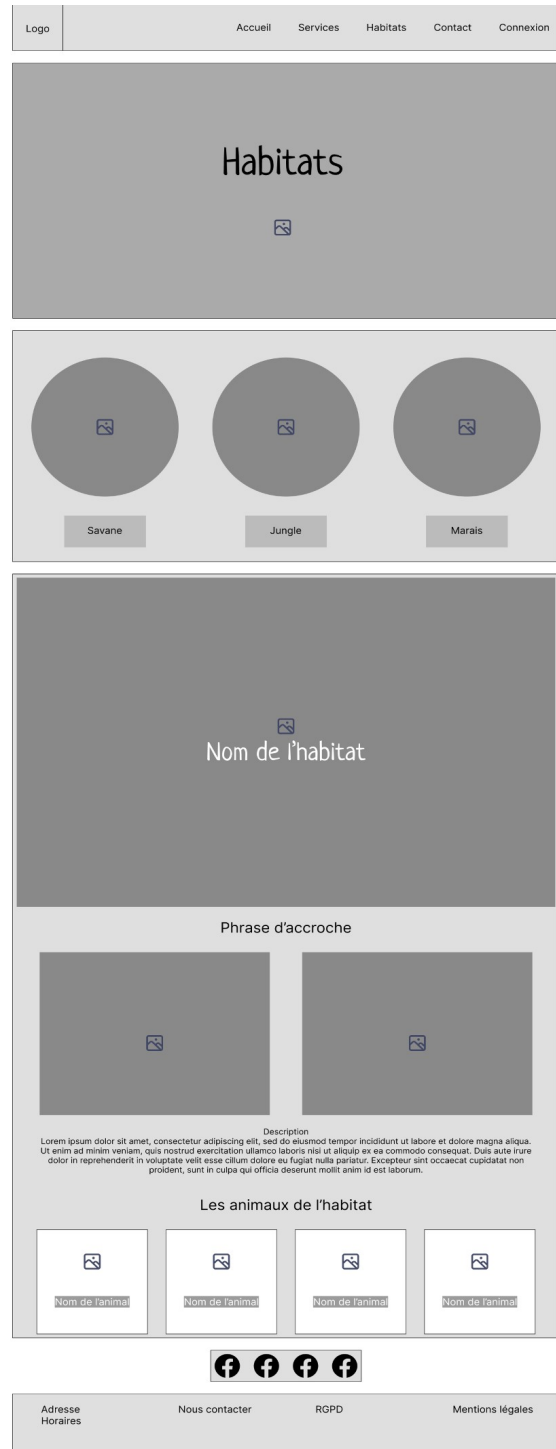 Logo
Accueil
Services
Habitats
Contact
Connexion
Habitats
Savane
Jungle
Marais
Nom de l'habitat
Phrase d'accroche
Description
Lorem ipsum dolor sit amet, consectetur adipiscing elit, sed do eiusmod tempor incididunt ut labore et dolore magna aliqua.
Ut enim ad minim veniam, quis nostrud exercitation ullamco laboris nisi ut aliquip ex ea commodo consequat. Duis aute irure
dolor in reprehenderit in voluptate velit esse cillum dolore eu fugiat nulla pariatur. Excepteur sint occaecat cupidatat non
proident, sunt in culpa qui officia deserunt mollit anim id est laborum.
Les animaux de l'habitat
Nom de l'animal
Nom de l'animal
Nom de l'animal
Nom de l'animal
Adresse
Horaires
Nous contacter
RGPD
Mentions légales